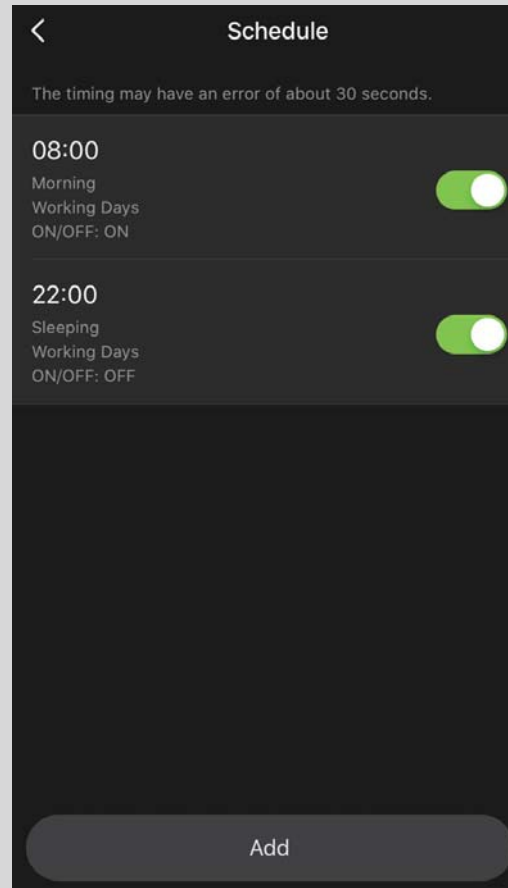 Schedule
The timing may have an error of about 30 seconds.
08:00
Morning
Working Days
ON/OFF: ON
22:00
Sleeping
Working Days
ON/OFF: OFF
Add